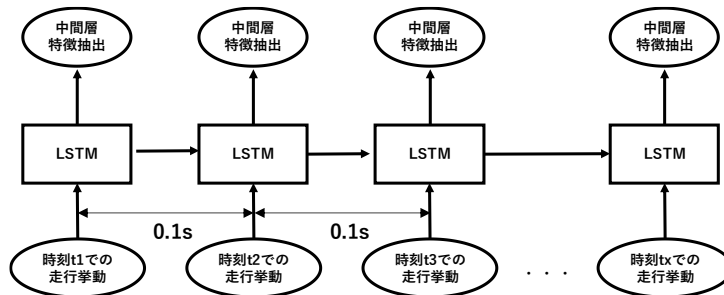 中間層
特徴抽出
中間層
特徴抽出
中間層
特徴抽出
中間層
特徴抽出
LSTM
LSTM
LSTM
LSTM
0.1s
0.1s
時刻t1での
走行挙動
時刻t2での
走行挙動
時刻t3での
走行挙動
. . .
時刻txでの
走行挙動